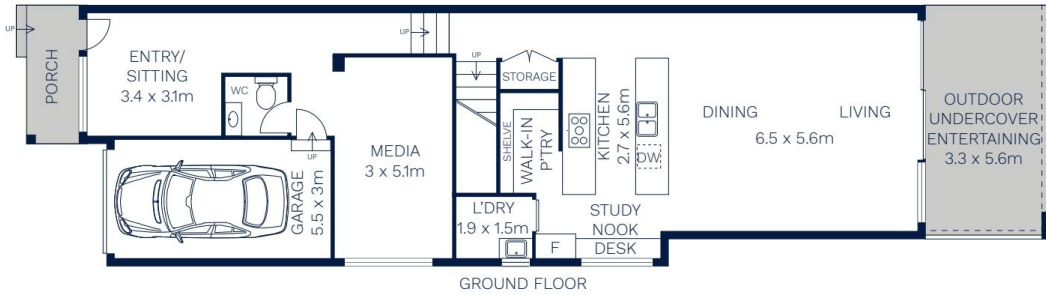 UP
PORCH
ENTRY/
SITTING
3.4 x 3.1m
WC
UP
GARAGE
5.5 x 3m
UP
MEDIA
3 x 5.1m
UP
STORAGE
SHELVE
WALK-IN
P'TRY
L'DRY
1.9 x 1.5m
KITCHEN
2.7 x 5.6m
DW
STUDY
NOOK
F
DESK
DINING
LIVING
6.5 x 5.6m
OUTDOOR
UNDERCOVER
ENTERTAINING
3.3 x 5.6m
GROUND FLOOR